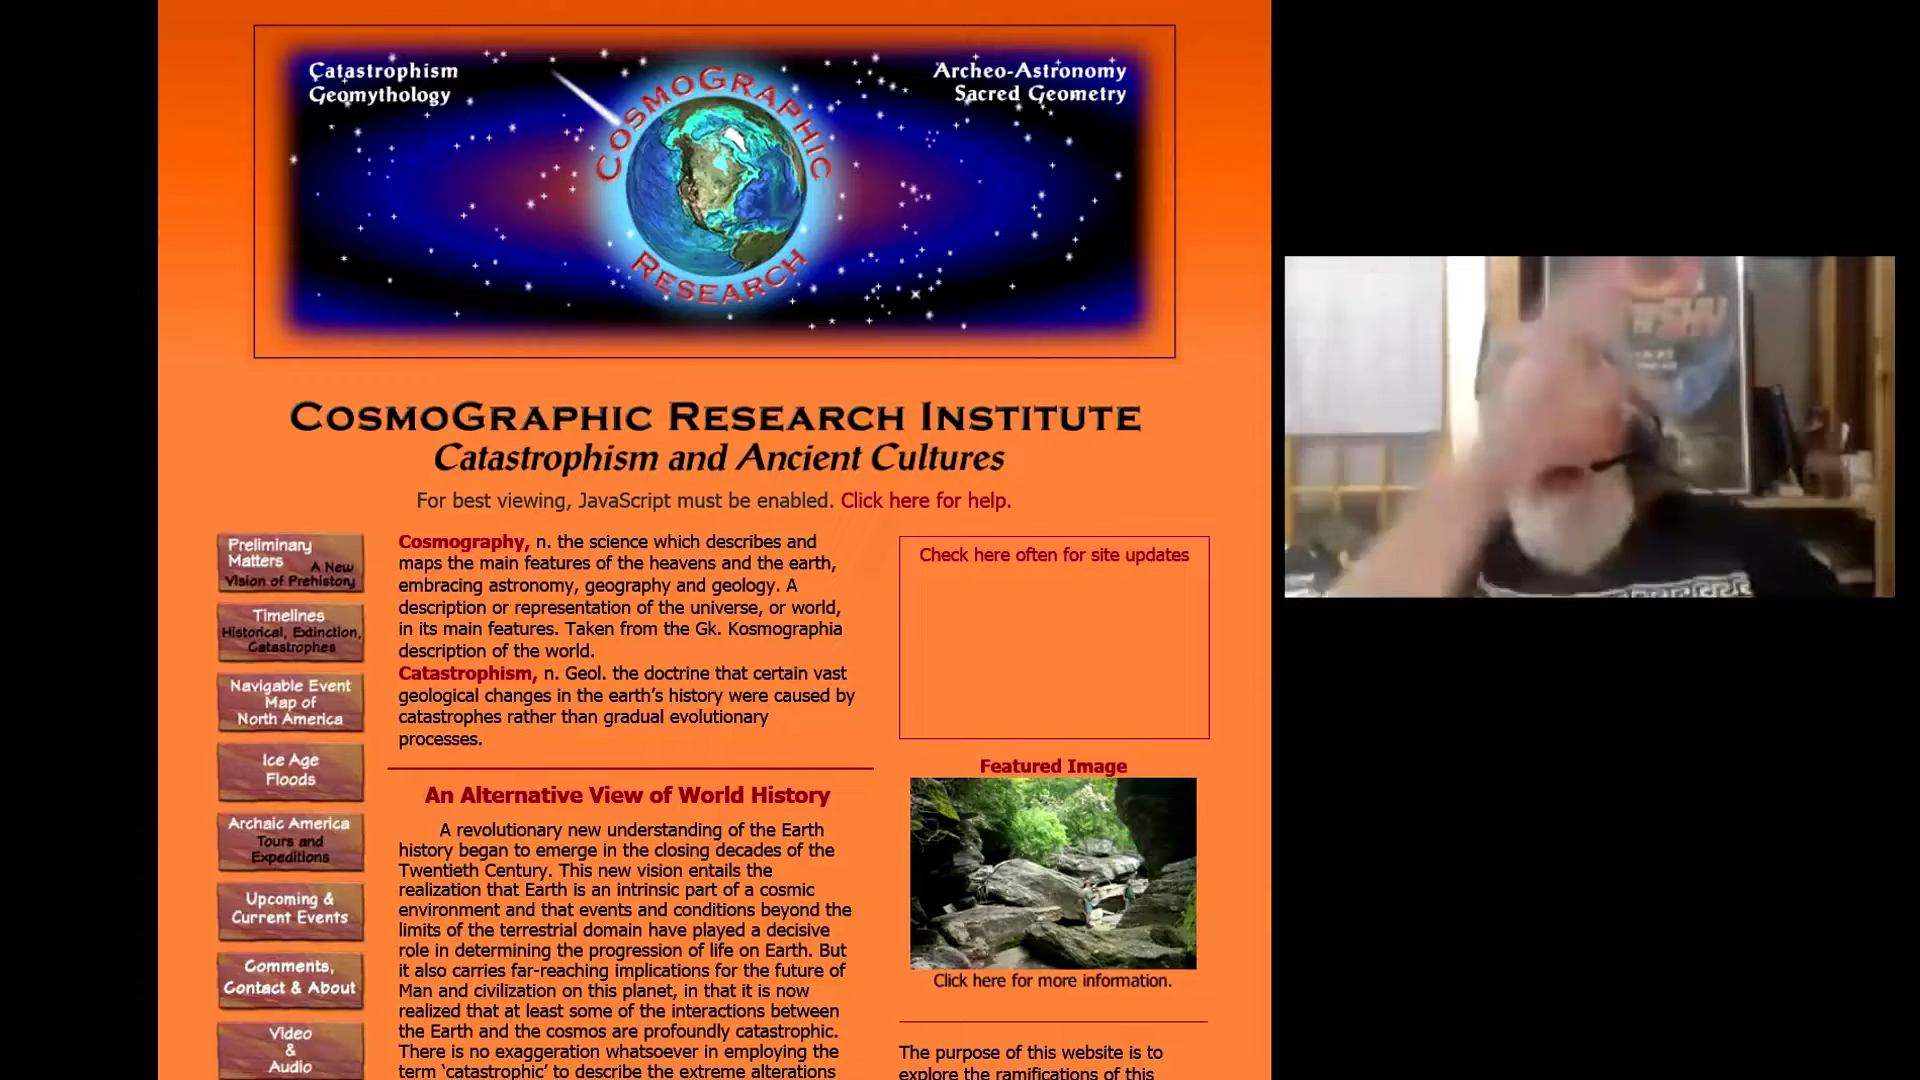 Catastrophism
Geomythology
Archeo-Astronomy
Sacred Geometry
COSMOGRAPHIC
RESEARCH
COSMOGRAPHIC RESEARCH INSTITUTE
Catastrophism and Ancient Cultures
For best viewing, JavaScript must be enabled. Click here for help.
Preliminary
Matters
A New
Vision of Prehistory
Timelines
Historical, Extinction,
Catastrophes
Navigable Event
Map of
North America
Ice Age
Floods
Archaic America
Tours and
Expeditions
Upcoming &
Current Events
Comments,
Contact & About
Video
&
Audio
Cosmography, n. the science which describes and
maps the main features of the heavens and the earth,
embracing astronomy, geography and geology. A
description or representation of the universe, or world,
in its main features. Taken from the Gk. Kosmographia
description of the world.
Catastrophism, n. Geol. the doctrine that certain vast
geological changes in the earth's history were caused by
catastrophes rather than gradual evolutionary
processes.
An Alternative View of World History
A revolutionary new understanding of the Earth
history began to emerge in the closing decades of the
Twentieth Century. This new vision entails the
realization that Earth is an intrinsic part of a cosmic
environment and that events and conditions beyond the
limits of the terrestrial domain have played a decisive
role in determining the progression of life on Earth. But
it also carries far-reaching implications for the future of
Man and civilization on this planet, in that it is now
realized that at least some of the interactions between
the Earth and the cosmos are profoundly catastrophic.
There is no exaggeration whatsoever in employing the
term ‘catastrophic’ to describe the extreme alterations
Check here often for site updates
Featured Image
Click here for more information.
The purpose of this website is to
explore the ramifications of this